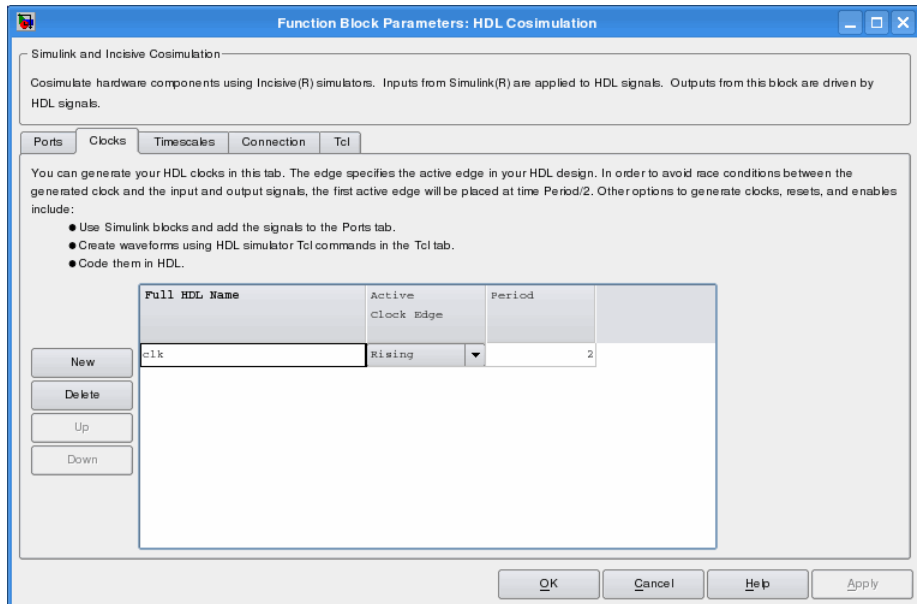 Function Block Parameters: HDL Cosimulation
Simulink and Incisive Cosimulation
Cosimulate hardware components using Incisive(R) simulators. Inputs from Simulink(R) are applied to HDL signals. Outputs from this block are driven by
HDL signals.
Ports Clocks Timescales Connection Tcl
You can generate your HDL clocks in this tab. The edge specifies the active edge in your HDL design. In order to avoid race conditions between the
generated clock and the input and output signals, the first active edge will be placed at time Period/2. Other options to generate clocks, resets, and enables
include:
● Use Simulink blocks and add the signals to the Ports tab.
● Create waveforms using HDL simulator Tcl commands in the Tcl tab.
● Code them in HDL.
Full HDL Name Active Period
Clock Edge
New clk Rising 2
Delete
Up
Down
OK Cancel Help Apply